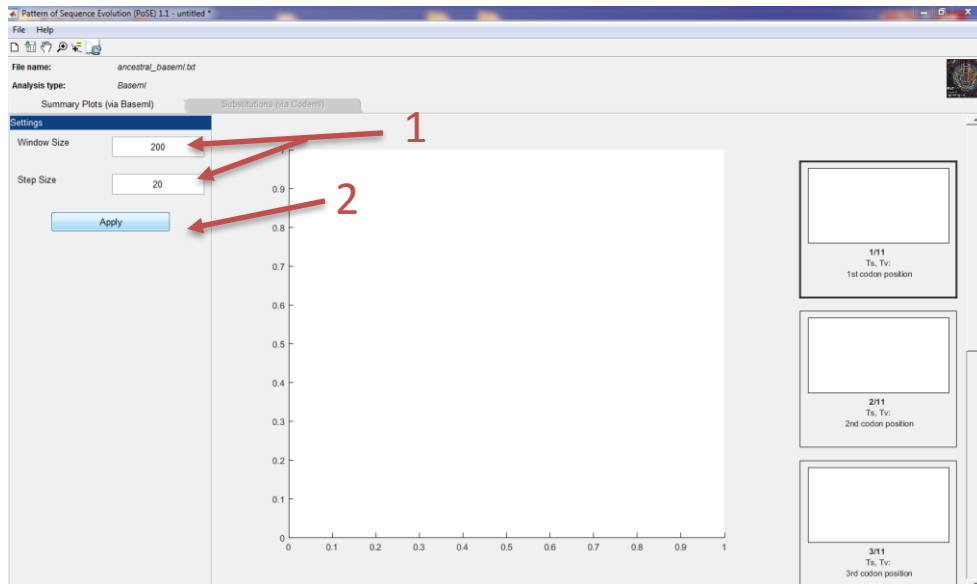 Pattern of Sequence Evolution (PoSE) 1.1 - untitled *
File Help
File name: ancestral_baseml.txt
Analysis type: Baseml
Summary Plots (via Baseml) Substitutions (via Codeml)
Settings
Window Size 200
Step Size 20
Apply
1
2
1
0.9
0.8
0.7
0.6
0.5
0.4
0.3
0.2
0.1
0
0 0.1 0.2 0.3 0.4 0.5 0.6 0.7 0.8 0.9 1
1/11
Ts, Tv:
1st codon position
2/11
Ts, Tv:
2nd codon position
3/11
Ts, Tv:
3rd codon position